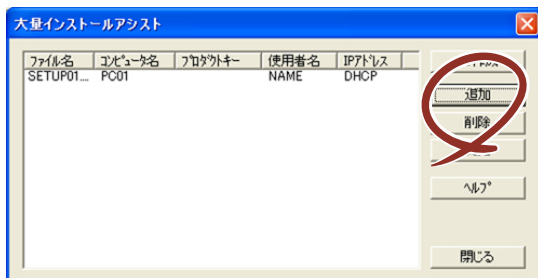 大量インストールアシスト
ファイル名 コンピュータ名 プロダクトキー 使用者名 IPアドレス
SETUP01.... PC01 NAME DHCP
追加
削除
ヘルプ
閉じる